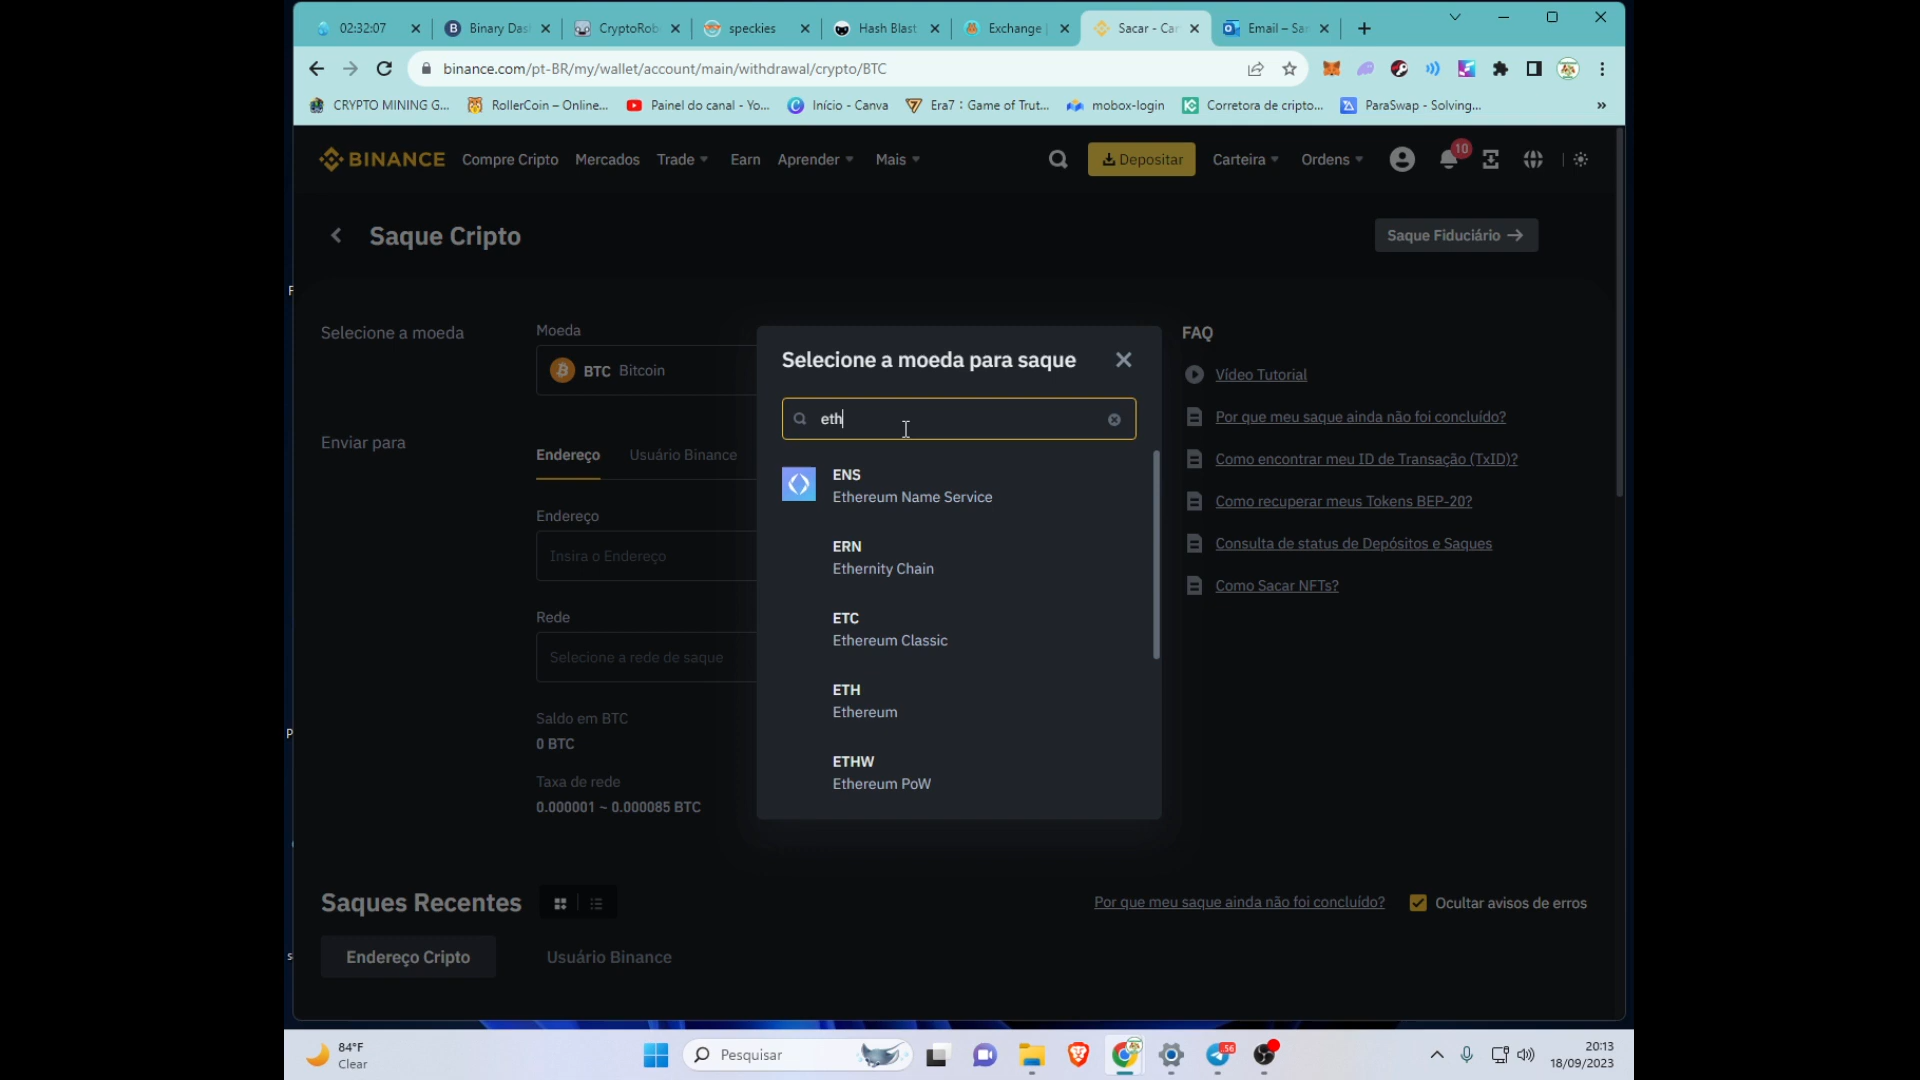 02:32:07
Binary Das
CryptoRob
speckies
Hash Blast
Exchange
Sacar - Car
Email – Sar
binance.com/pt-BR/my/wallet/account/main/withdrawal/crypto/BTC
CRYPTO MINING G...
RollerCoin – Online...
Painel do canal - Yo...
Início - Canva
Era7 : Game of Trut...
mobox-login
Corretora de cripto...
ParaSwap - Solving...
»
BINANCE
Compre Cripto
Mercados
Trade
Earn
Aprender
Mais
Depositar
Carteira
Ordens
10
Saque Cripto
Saque Fiduciário →
Selecione a moeda
Moeda
BTC Bitcoin
Enviar para
Endereço
Usuário Binance
Endereço
Insira o Endereço
Rede
Selecione a rede de saque
Saldo em BTC
0 BTC
Taxa de rede
0.000001 ~ 0.000085 BTC
Selecione a moeda para saque
eth
ENS
Ethereum Name Service
ERN
Ethernity Chain
ETC
Ethereum Classic
ETH
Ethereum
ETHW
Ethereum PoW
FAQ
Vídeo Tutorial
Por que meu saque ainda não foi concluído?
Como encontrar meu ID de Transação (TxID)?
Como recuperar meus Tokens BEP-20?
Consulta de status de Depósitos e Saques
Como Sacar NFTs?
Saques Recentes
Por que meu saque ainda não foi concluído?
Ocultar avisos de erros
Endereço Cripto
Usuário Binance
84°F
Clear
Pesquisar
56
20:13
18/09/2023